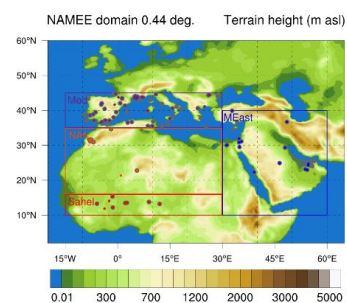 NAMEE domain 0.44 deg. Terrain height (m asl)
60°N
50°N
40°N
30°N
20°N
10°N
Med
MEast
NAf
Sahel
15°W 0° 15°E 30°E 45°E 60°E
0.01 300 700 1200 2000 3000 5000